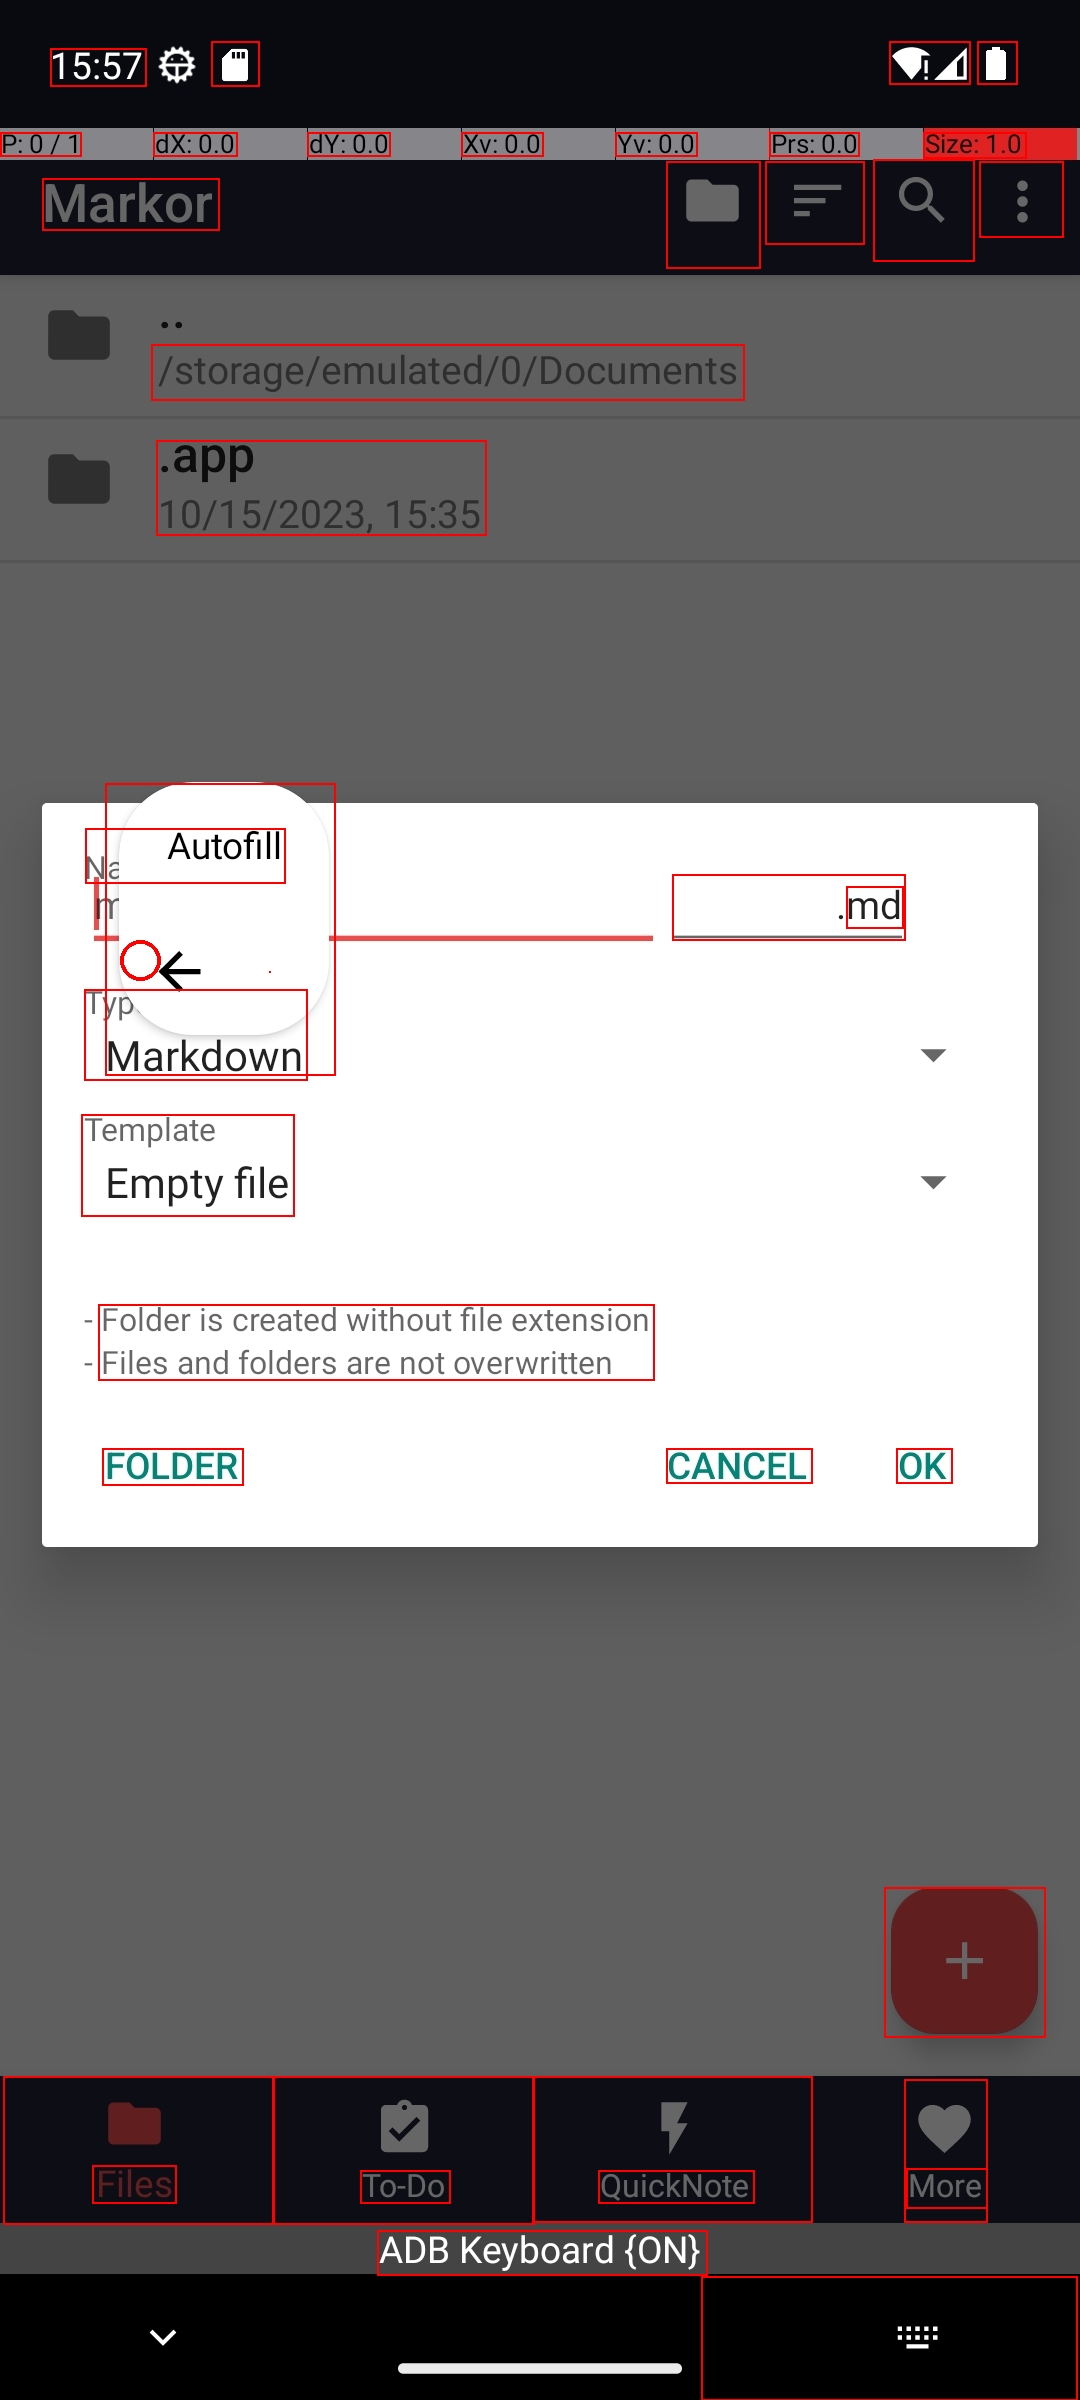 15:57
P: 0 / 1 dX: 0.0 dY: 0.0 Xv: 0.0 Yv: 0.0 Prs: 0.0 Size: 1.0
Markor
..
/storage/emulated/0/Documents
.app
10/15/2023, 15:35
Autofill
Na
m
.md
Typ
Markdown
Template
Empty file
- Folder is created without file extension
- Files and folders are not overwritten
FOLDER CANCEL OK
Files To-Do QuickNote More
ADB Keyboard {ON}